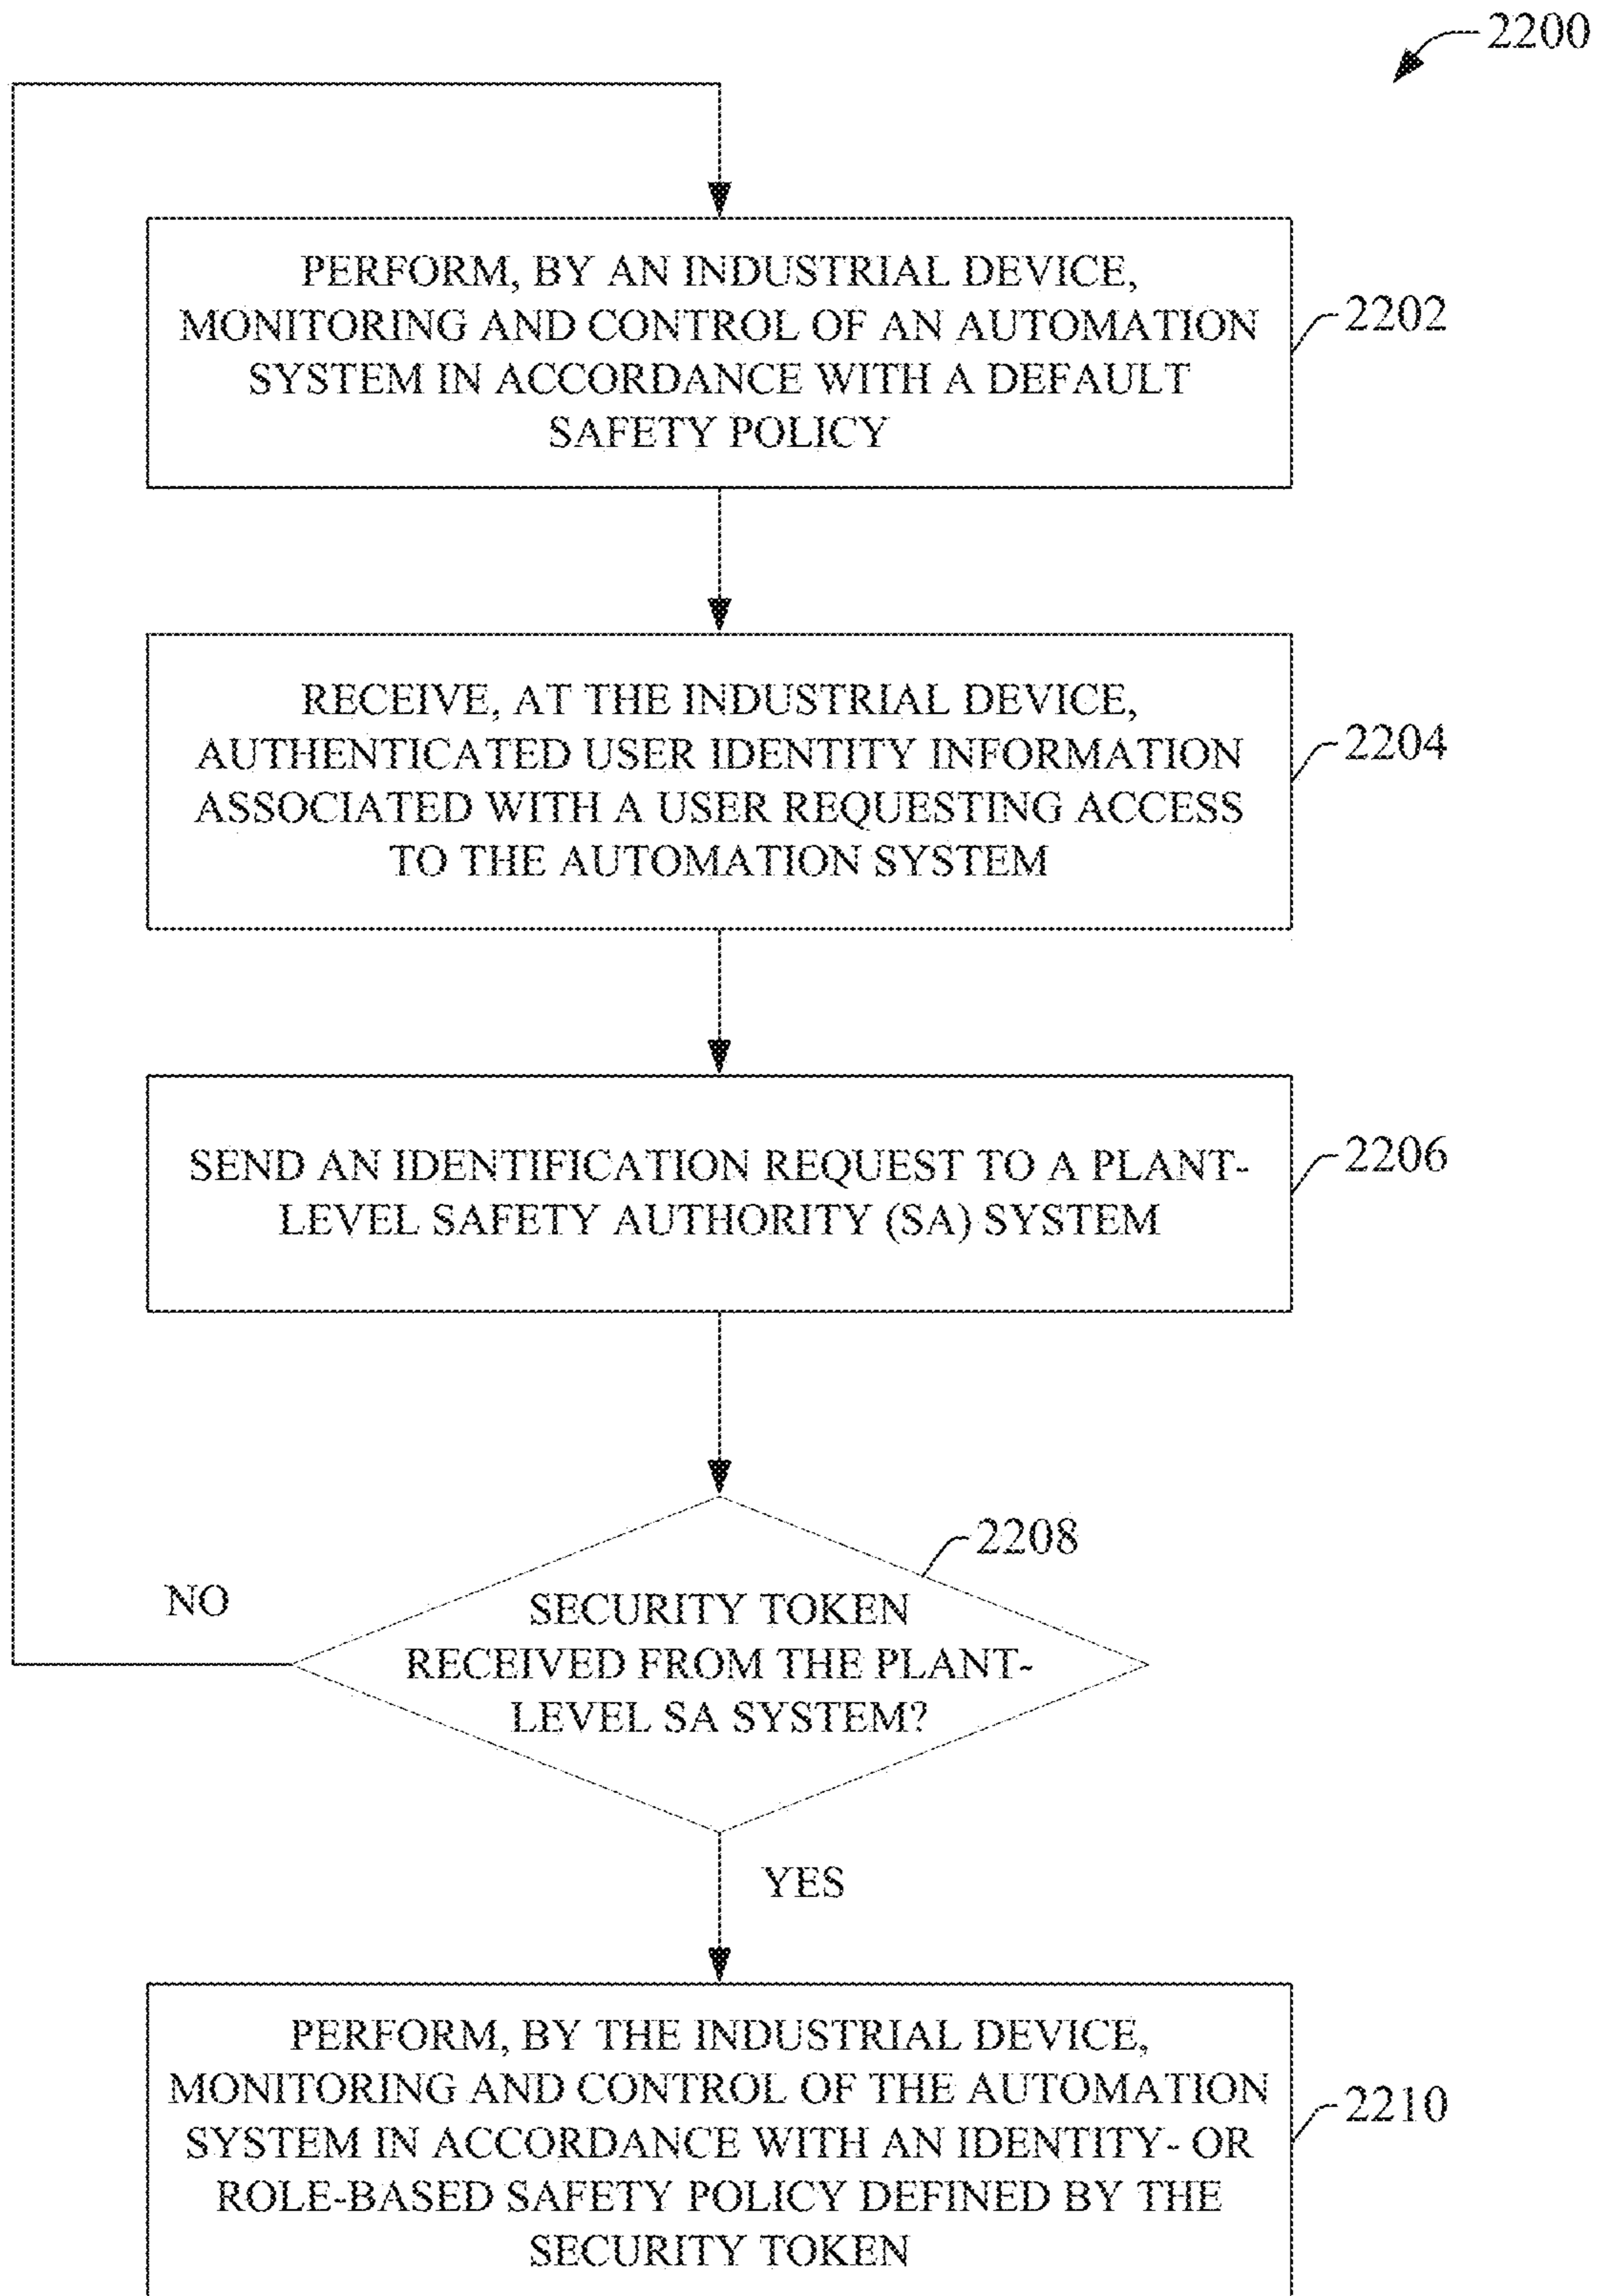 2200
PERFORM, BY AN INDUSTRIAL DEVICE,
MONITORING AND CONTROL OF AN AUTOMATION
SYSTEM IN ACCORDANCE WITH A DEFAULT
SAFETY POLICY
2202
RECEIVE, AT THE INDUSTRIAL DEVICE,
AUTHENTICATED USER IDENTITY INFORMATION
ASSOCIATED WITH A USER REQUESTING ACCESS
TO THE AUTOMATION SYSTEM
2204
SEND AN IDENTIFICATION REQUEST TO A PLANT-
LEVEL SAFETY AUTHORITY (SA) SYSTEM
2206
2208
NO
SECURITY TOKEN
RECEIVED FROM THE PLANT-
LEVEL SA SYSTEM?
YES
PERFORM, BY THE INDUSTRIAL DEVICE,
MONITORING AND CONTROL OF THE AUTOMATION
SYSTEM IN ACCORDANCE WITH AN IDENTITY- OR
ROLE-BASED SAFETY POLICY DEFINED BY THE
SECURITY TOKEN
2210